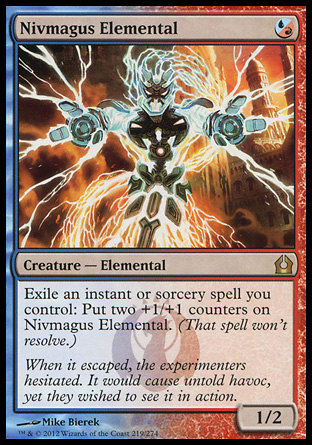 Nivmagus Elemental
Creature — Elemental
Exile an instant or sorcery spell you
control: Put two +1/+1 counters on
Nivmagus Elemental. (That spell won't
resolve.)
When it escaped, the experimenters
hesitated. It would cause untold havoc,
yet they wished to see it in action.
Mike Bierek
™ & © 2012 Wizards of the Coast 219/274
1/2